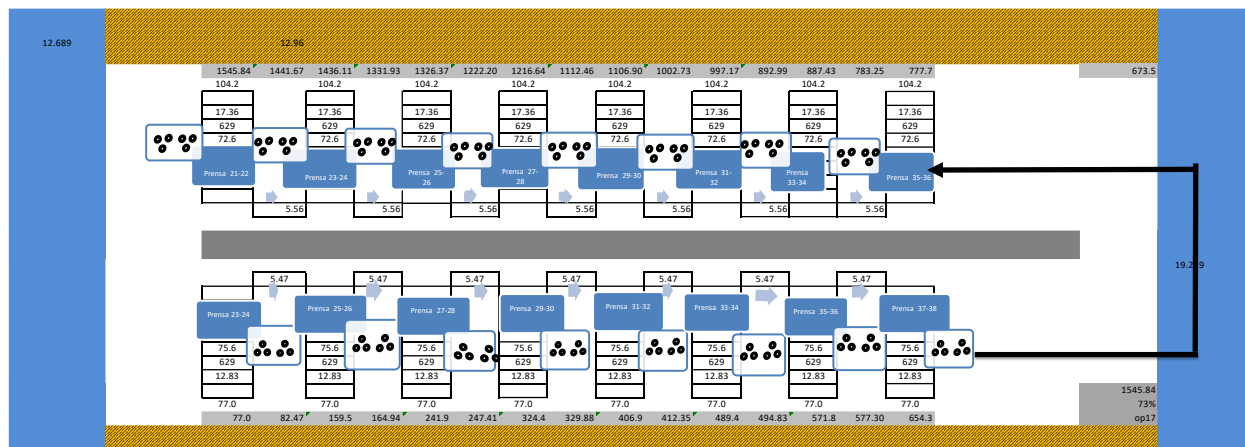 12.689 12.96
1545.84 1441.67 1436.11 1331.93 1326.37 1222.20 1216.64 1112.46 1106.90 1002.73 997.17 892.99 887.43 783.25 777.7 673.5
104.2 104.2 104.2 104.2 104.2 104.2 104.2 104.2
17.36 17.36 17.36 17.36 17.36 17.36 17.36 17.36
629 629 629 629 629 629 629 629
72.6 72.6 72.6 72.6 72.6 72.6 72.6 72.6
Prensa 21-22 Prensa 23-24 Prensa 25-26 Prensa 27-28 Prensa 29-30 Prensa 31-32 Prensa 33-34 Prensa 35-36
5.56 5.56 5.56 5.56 5.56 5.56 5.56
5.47 5.47 5.47 5.47 5.47 5.47 5.47
Prensa 23-24 Prensa 25-26 Prensa 27-28 Prensa 29-30 Prensa 31-32 Prensa 33-34 Prensa 35-36 Prensa 37-38
75.6 75.6 75.6 75.6 75.6 75.6 75.6 75.6
629 629 629 629 629 629 629 629
12.83 12.83 12.83 12.83 12.83 12.83 12.83 12.83
1545.84
77.0 77.0 77.0 77.0 77.0 77.0 77.0 77.0 73%
77.0 82.47 159.5 164.94 241.9 247.41 324.4 329.88 406.9 412.35 489.4 494.83 571.8 577.30 654.3 op17